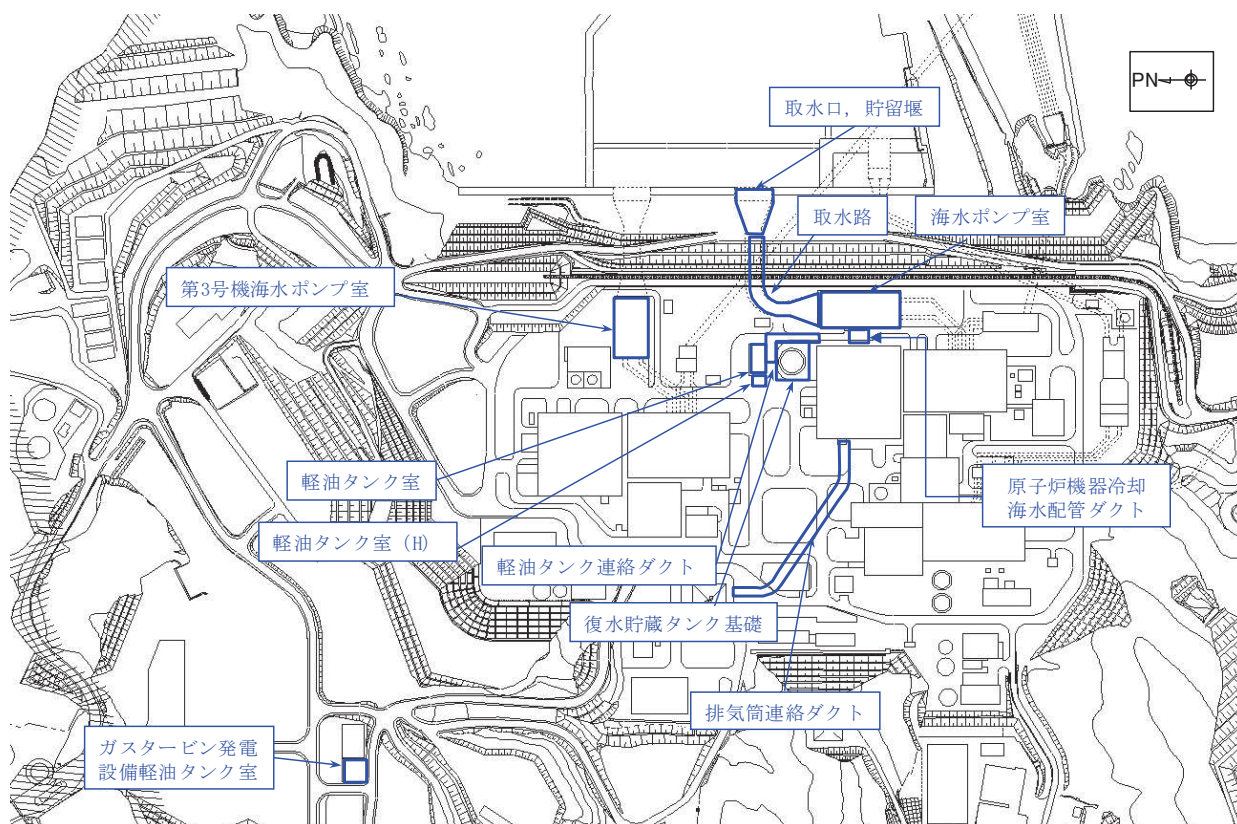 PN
取水口，貯留堰
取水路
海水ポンプ室
第3号機海水ポンプ室
軽油タンク室
原子炉機器冷却
海水配管ダクト
軽油タンク室 (H)
軽油タンク連絡ダクト
復水貯蔵タンク基礎
排気筒連絡ダクト
ガスタービン発電
設備軽油タンク室